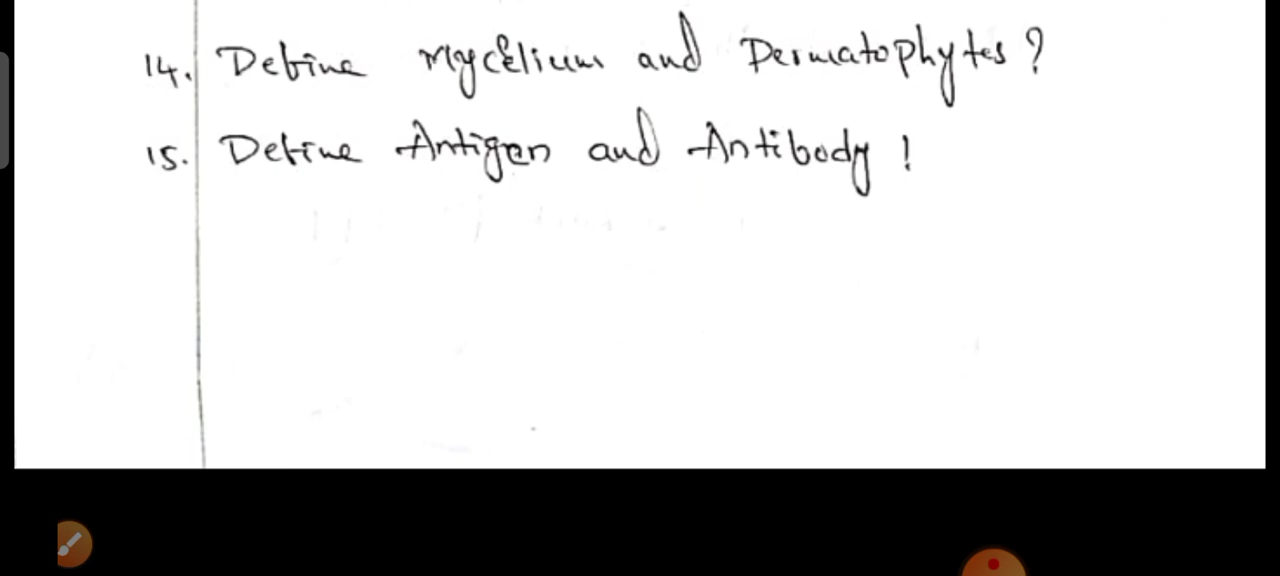 14. Define Mycelium and Dermatophytes?
15. Define Antigen and Antibody!